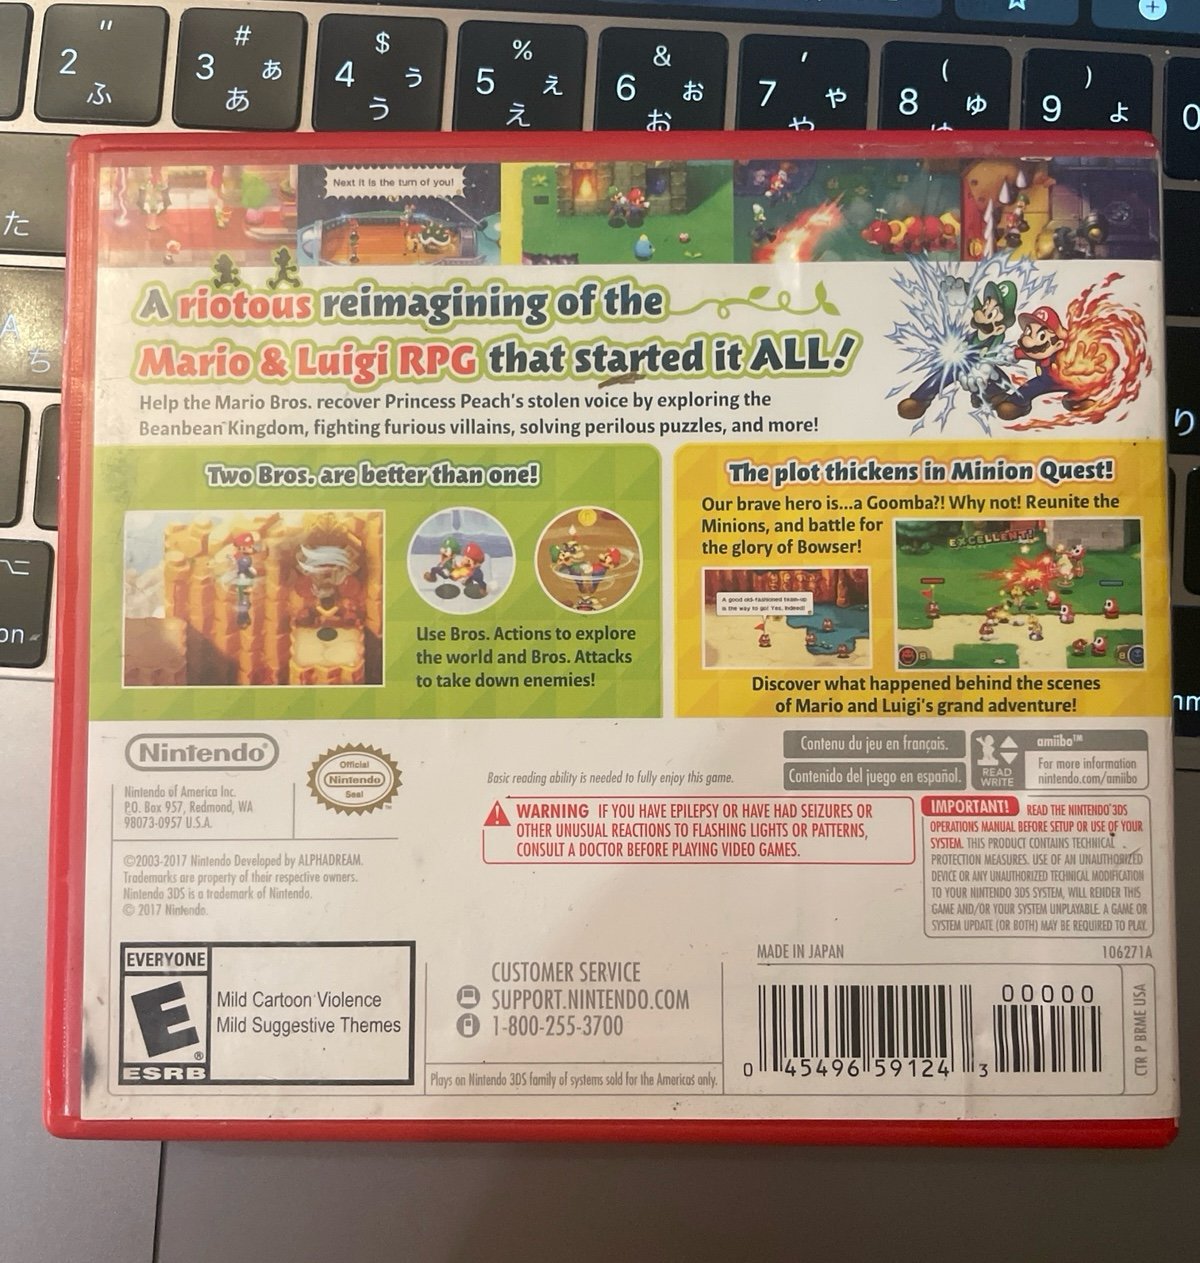 " # $ % & ' ( )
2 3 あ 4 う 5 え 6 お 7 や 8 ゆ 9 よ 0
ふ あ う え お や
た
A
ち
り
on
Next it is the turn of you!
A riotous reimagining of the
Mario & Luigi RPG that started it ALL!
Help the Mario Bros. recover Princess Peach's stolen voice by exploring the
Beanbean Kingdom, fighting furious villains, solving perilous puzzles, and more!
Two Bros. are better than one!
Use Bros. Actions to explore
the world and Bros. Attacks
to take down enemies!
The plot thickens in Minion Quest!
Our brave hero is...a Goomba?! Why not! Reunite the
Minions, and battle for
the glory of Bowser!
EXCELLENT!
A good old-fashioned team-up
is the way to go! Yes, indeed!
8 8
Discover what happened behind the scenes
of Mario and Luigi's grand adventure!
Nintendo®
Official
Nintendo
Seal
™
Nintendo of America Inc.
P.O. Box 957, Redmond, WA
98073-0957 U.S.A.
Basic reading ability is needed to fully enjoy this game.
Contenu du jeu en français.
Contenido del juego en español.
READ
WRITE
amiibo™
For more information
nintendo.com/amiibo
⚠ WARNING IF YOU HAVE EPILEPSY OR HAVE HAD SEIZURES OR
OTHER UNUSUAL REACTIONS TO FLASHING LIGHTS OR PATTERNS,
CONSULT A DOCTOR BEFORE PLAYING VIDEO GAMES.
IMPORTANT! READ THE NINTENDO 3DS
OPERATIONS MANUAL BEFORE SETUP OR USE OF YOUR
SYSTEM. THIS PRODUCT CONTAINS TECHNICAL
PROTECTION MEASURES. USE OF AN UNAUTHORIZED
DEVICE OR ANY UNAUTHORIZED TECHNICAL MODIFICATION
TO YOUR NINTENDO 3DS SYSTEM, WILL RENDER THIS
GAME AND/OR YOUR SYSTEM UNPLAYABLE. A GAME OR
SYSTEM UPDATE (OR BOTH) MAY BE REQUIRED TO PLAY.
©2003-2017 Nintendo Developed by ALPHADREAM.
Trademarks are property of their respective owners.
Nintendo 3DS is a trademark of Nintendo.
© 2017 Nintendo.
EVERYONE
E®
ESRB
Mild Cartoon Violence
Mild Suggestive Themes
CUSTOMER SERVICE
SUPPORT.NINTENDO.COM
1-800-255-3700
Plays on Nintendo 3DS family of systems sold for the Americas only.
MADE IN JAPAN
106271A
00000
0 45496 59124 3
CTR P BRME USA